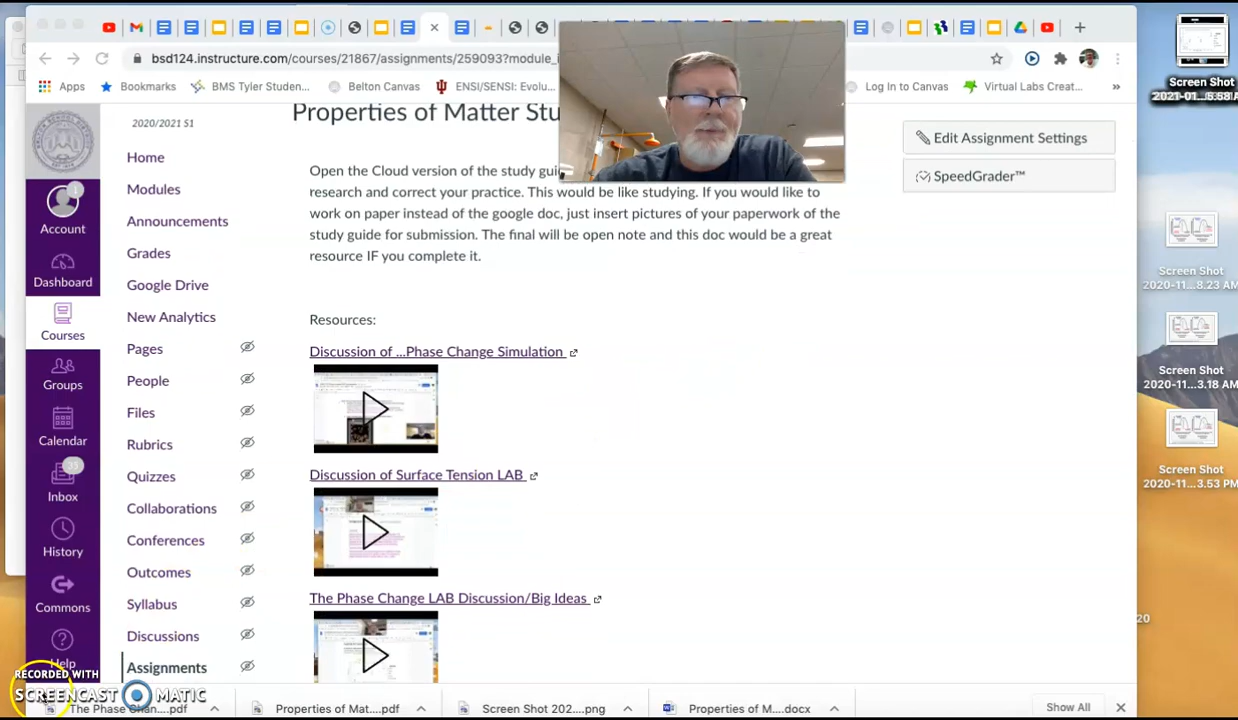 bsd124.instructure.com/courses/21867/assignments/259093?module_i
Apps
Bookmarks
BMS Tyler Studen...
Belton Canvas
ENSI/SENSI: Evolu...
Log In to Canvas
Virtual Labs Creat...
»
Screen Shot
2021-01...5.58 AM
Properties of Matter Stu
2020/2021 S1
Edit Assignment Settings
SpeedGrader™
Home
Modules
Announcements
Grades
Google Drive
New Analytics
Pages
People
Files
Rubrics
Quizzes
Collaborations
Conferences
Outcomes
Syllabus
Discussions
Assignments
1
Account
Dashboard
Courses
Groups
Calendar
Inbox
History
Commons
Help
Open the Cloud version of the study gui
research and correct your practice. This would be like studying. If you would like to
work on paper instead of the google doc, just insert pictures of your paperwork of the
study guide for submission. The final will be open note and this doc would be a great
resource IF you complete it.
Resources:
Discussion of ...Phase Change Simulation
Discussion of Surface Tension LAB
The Phase Change LAB Discussion/Big Ideas
Screen Shot
2020-11...8.23 AM
Screen Shot
2020-11...3.18 AM
Screen Shot
2020-11...3.53 PM
20
RECORDED WITH
SCREENCAST MATIC
The Phase Chan....pdf
Properties of Mat....pdf
Screen Shot 202....png
Properties of M....docx
Show All